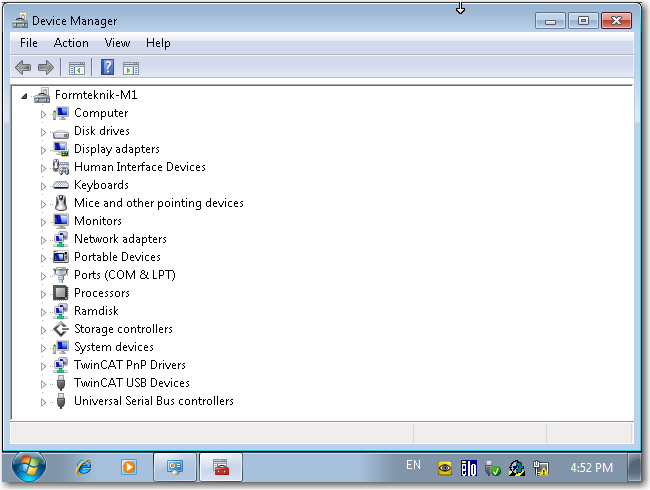 Device Manager
File Action View Help
Formteknik-M1
Computer
Disk drives
Display adapters
Human Interface Devices
Keyboards
Mice and other pointing devices
Monitors
Network adapters
Portable Devices
Ports (COM & LPT)
Processors
Ramdisk
Storage controllers
System devices
TwinCAT PnP Drivers
TwinCAT USB Devices
Universal Serial Bus controllers
EN elo 4:52 PM